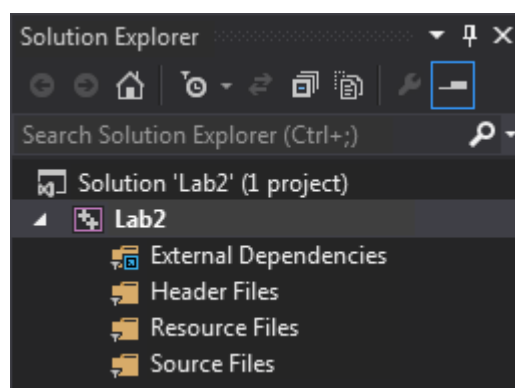 Solution Explorer
Search Solution Explorer (Ctrl+;)
Solution 'Lab2' (1 project)
Lab2
External Dependencies
Header Files
Resource Files
Source Files